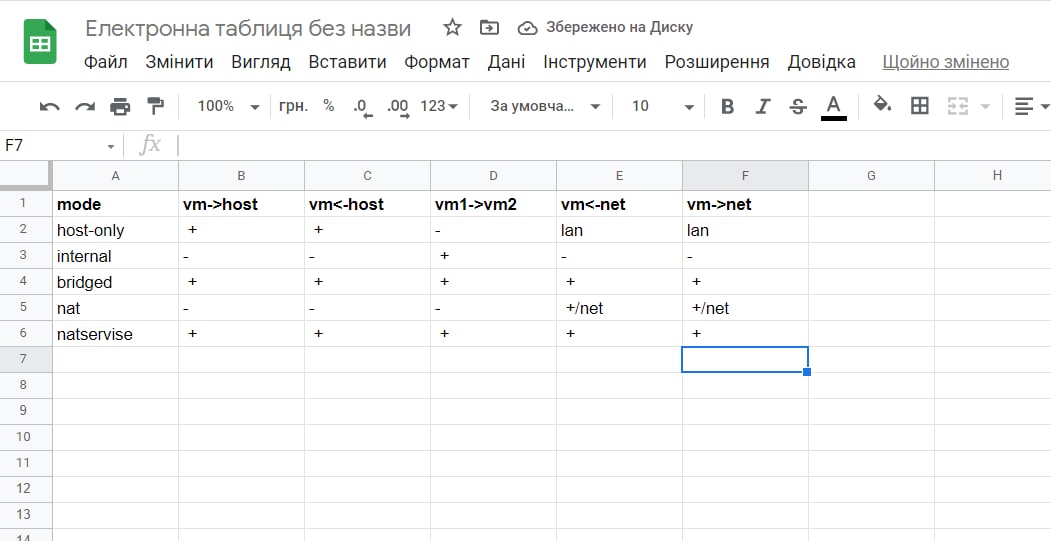 Електронна таблиця без назви Збережено на Диску
Файл Змінити Вигляд Вставити Формат Дані Інструменти Розширення Довідка Щойно змінено
100% грн. % .0 .00 123 За умовча... 10 B I S A
F7 fx
A B C D E F G H
1 mode vm->host vm<-host vm1->vm2 vm<-net vm->net
2 host-only + + - lan lan
3 internal - - + - -
4 bridged + + + + +
5 nat - - - +/net +/net
6 natservise + + + + +
7
8
9
10
11
12
13
14